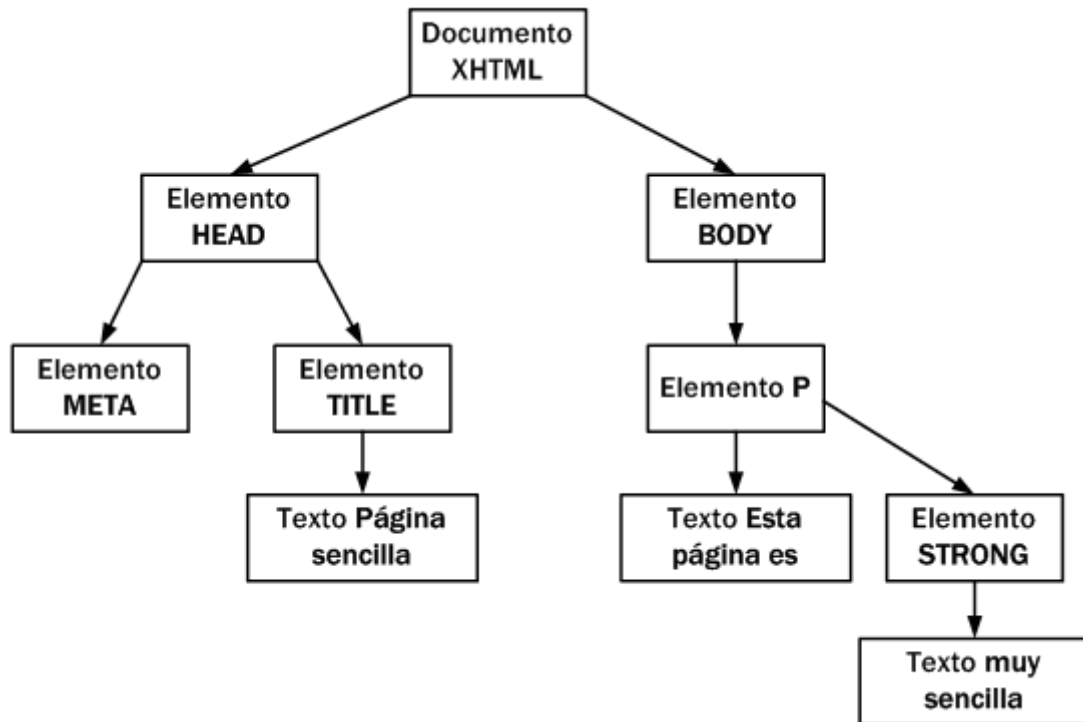 Documento
XHTML
Elemento
HEAD
Elemento
BODY
Elemento
META
Elemento
TITLE
Elemento P
Texto Página
sencilla
Texto Esta
página es
Elemento
STRONG
Texto muy
sencilla